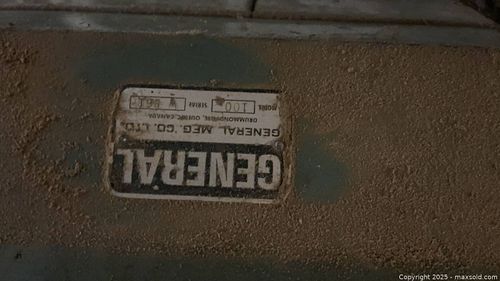 GENERAL
GENERAL MFG. CO. LTD.
DRUMMONDVILLE, QUEBEC, CANADA
MODEL 100 SERIAL
Copyright 2025 - maxsold.com